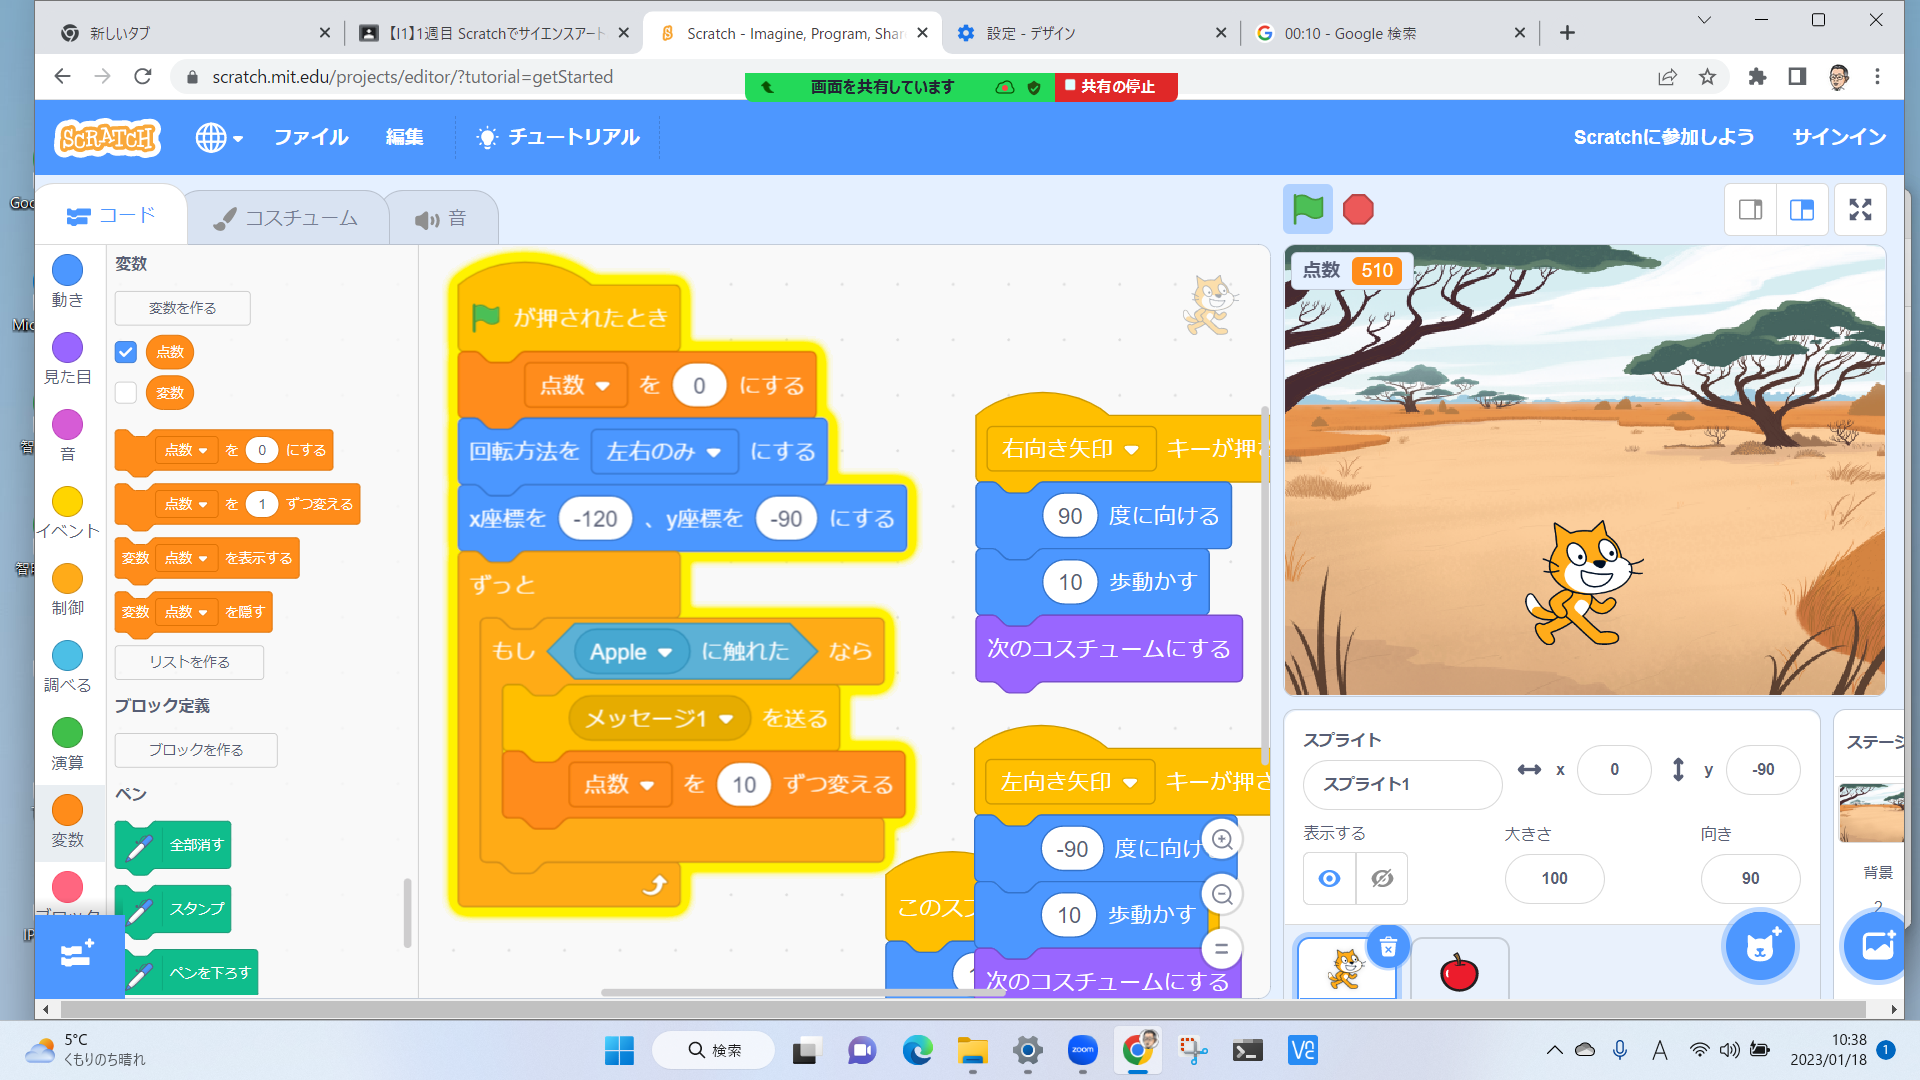 新しいタブ
【I1】1週目 Scratchでサイエンスアート
Scratch - Imagine, Program, Shar
設定 - デザイン
00:10 - Google 検索
scratch.mit.edu/projects/editor/?tutorial=getStarted
画面を共有しています
共有の停止
SCRATCH
ファイル
編集
チュートリアル
Scratchに参加しよう
サインイン
コード
コスチューム
音
動き
見た目
音
イベント
制御
調べる
演算
変数
変数
変数を作る
点数
変数
点数 を 0 にする
点数 を 1 ずつ変える
変数 点数 を表示する
変数 点数 を隠す
リストを作る
ブロック定義
ブロックを作る
ペン
全部消す
スタンプ
ペンを下ろす
が押されたとき
点数 を 0 にする
回転方法を 左右のみ にする
x座標を -120 、y座標を -90 にする
ずっと
もし Apple に触れた なら
メッセージ1 を送る
点数 を 10 ずつ変える
右向き矢印 キーが押さ
90 度に向ける
10 歩動かす
次のコスチュームにする
左向き矢印 キーが押さ
-90 度に向け
10 歩動かす
次のコスチュームにする
このス
点数 510
スプライト
スプライト1
x 0
y -90
表示する
大きさ
100
向き
90
ステージ
背景
2
5°C
くもりのち晴れ
検索
zoom
A
10:38
2023/01/18
1